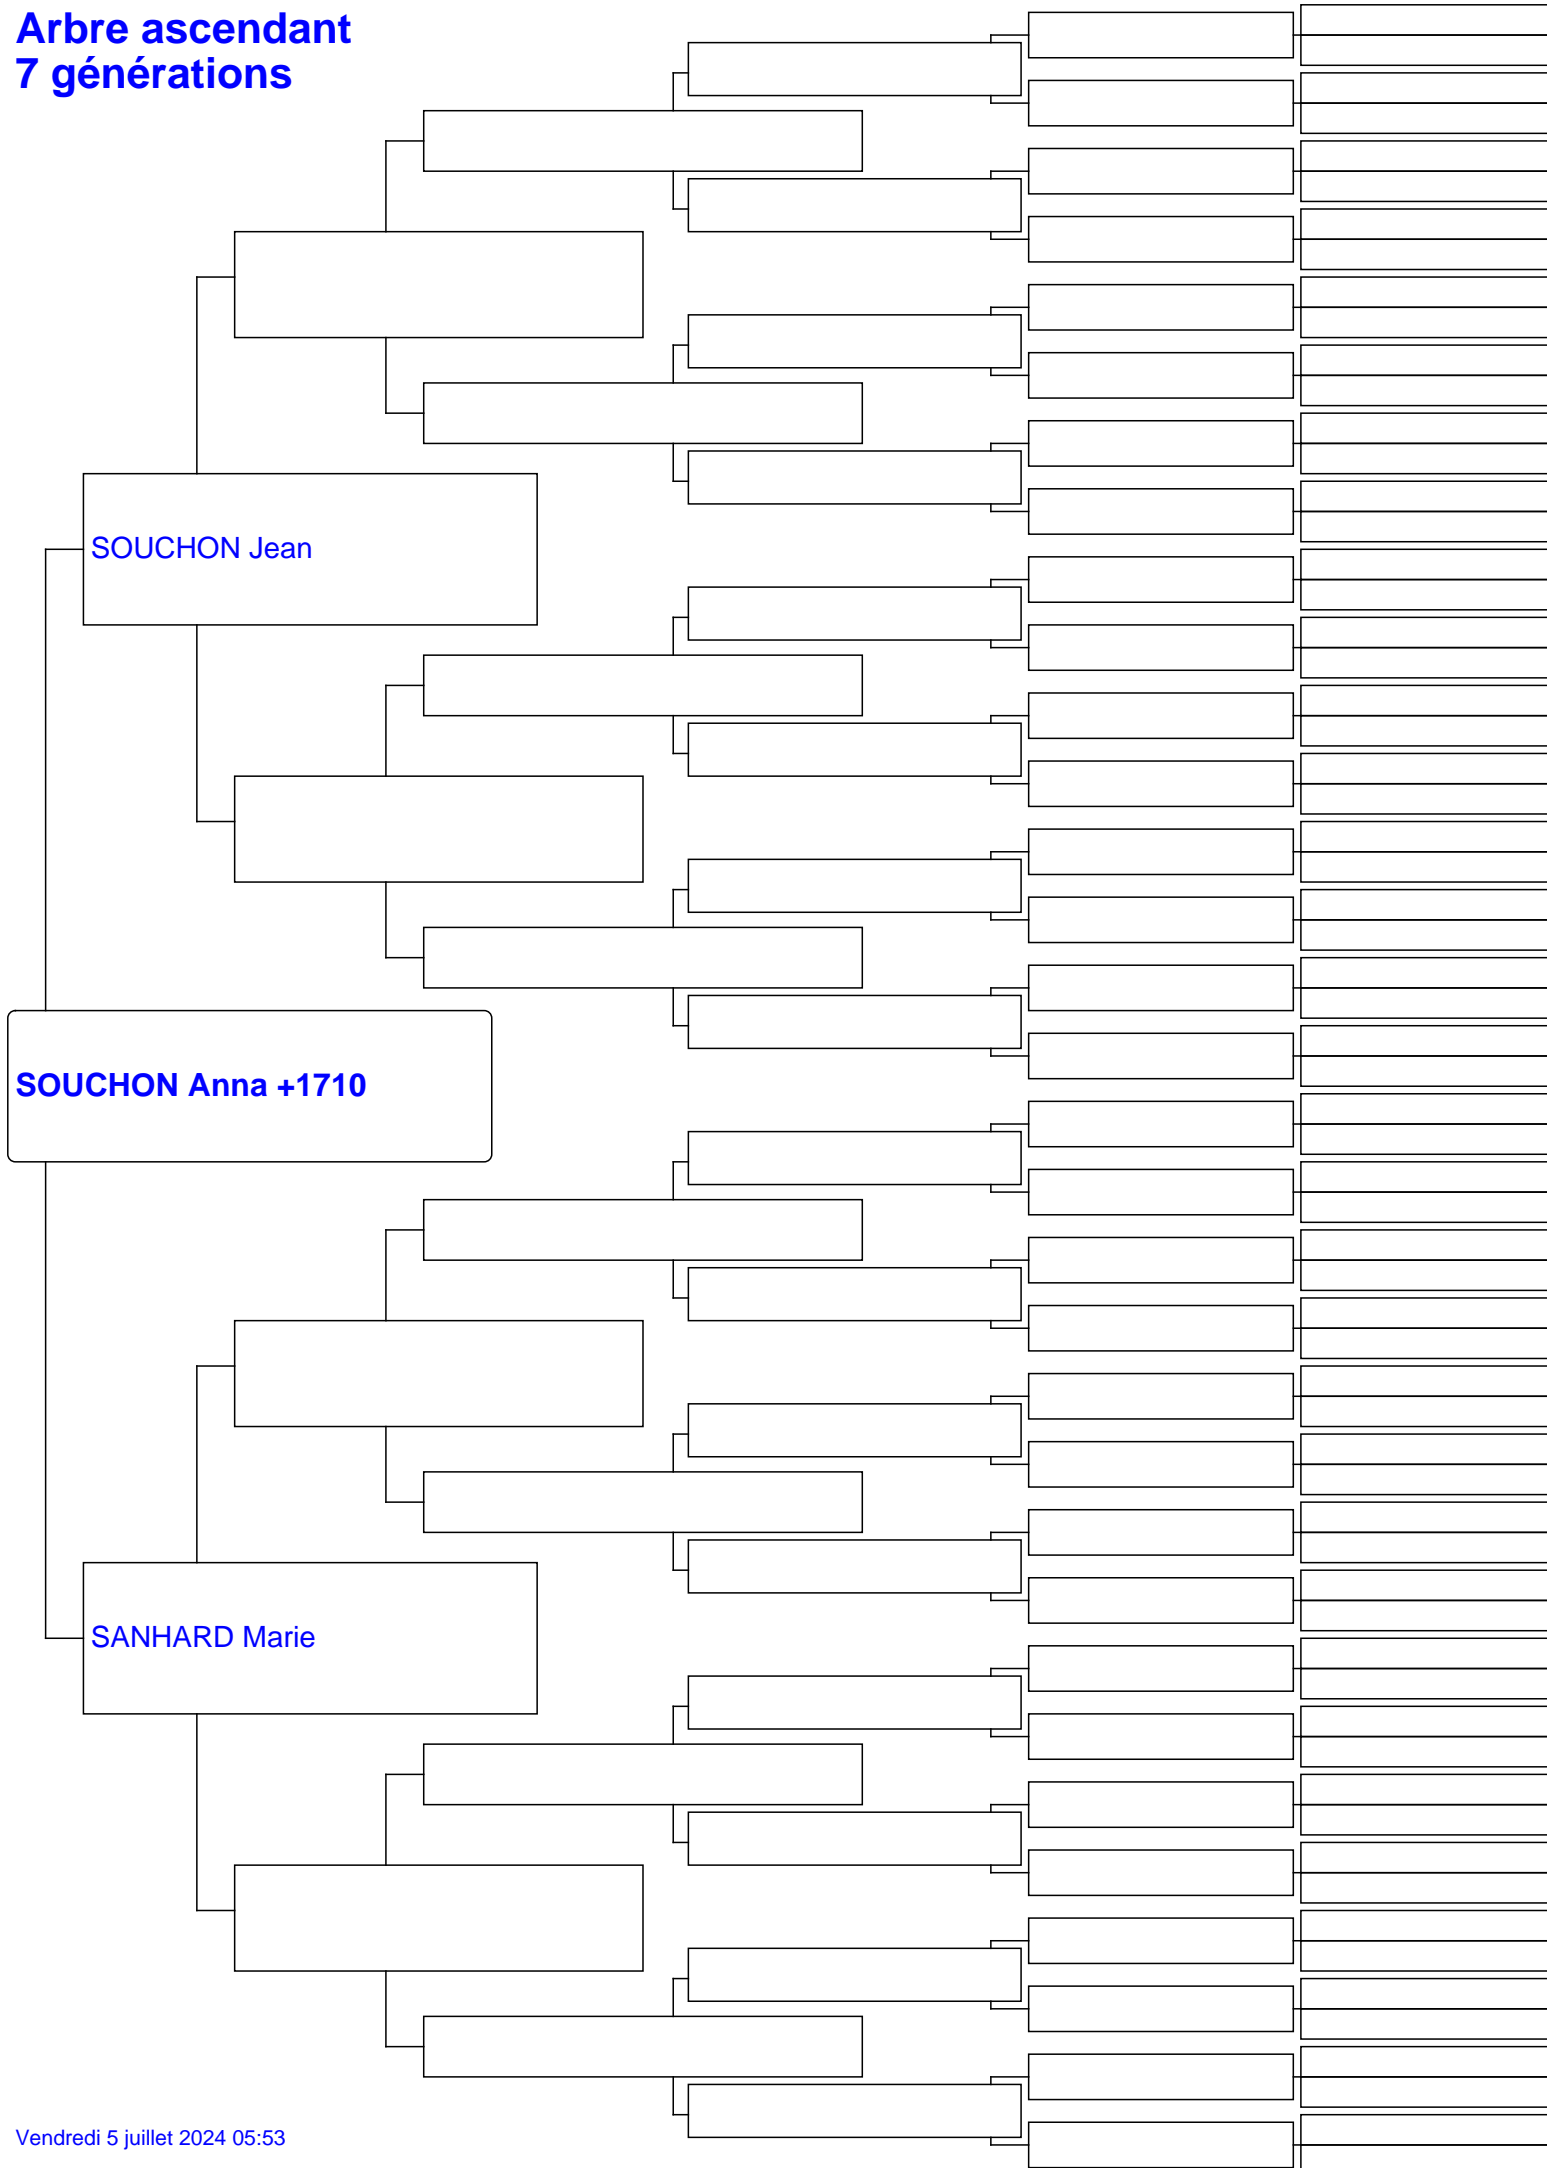 Arbre ascendant
7 générations
SOUCHON Jean
SOUCHON Anna +1710
SANHARD Marie
Vendredi 5 juillet 2024 05:53